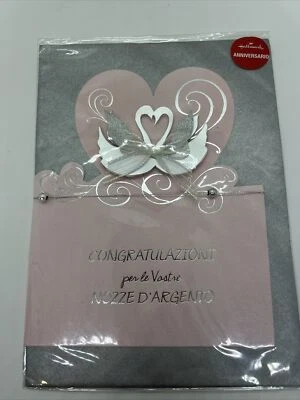 Hallmark
ANNIVERSARIO
CONGRATULAZIONI
per le Vostre
NOZZE D'ARGENTO